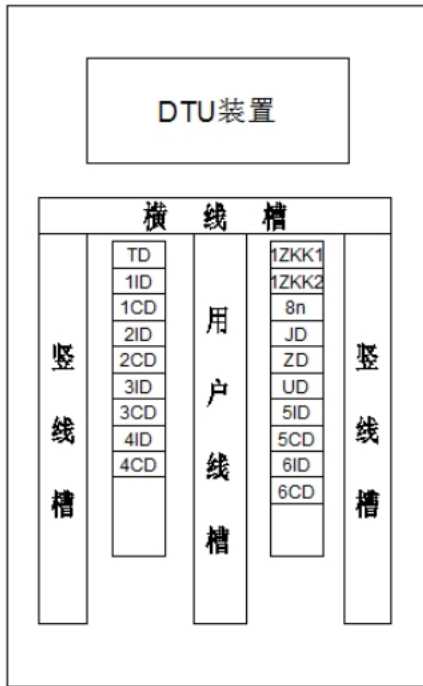 DTU装置
横线槽
竖线槽
TD
1ID
1CD
2ID
2CD
3ID
3CD
4ID
4CD
用户线槽
1ZKK1
1ZKK2
8n
JD
ZD
UD
5ID
5CD
6ID
6CD
竖线槽